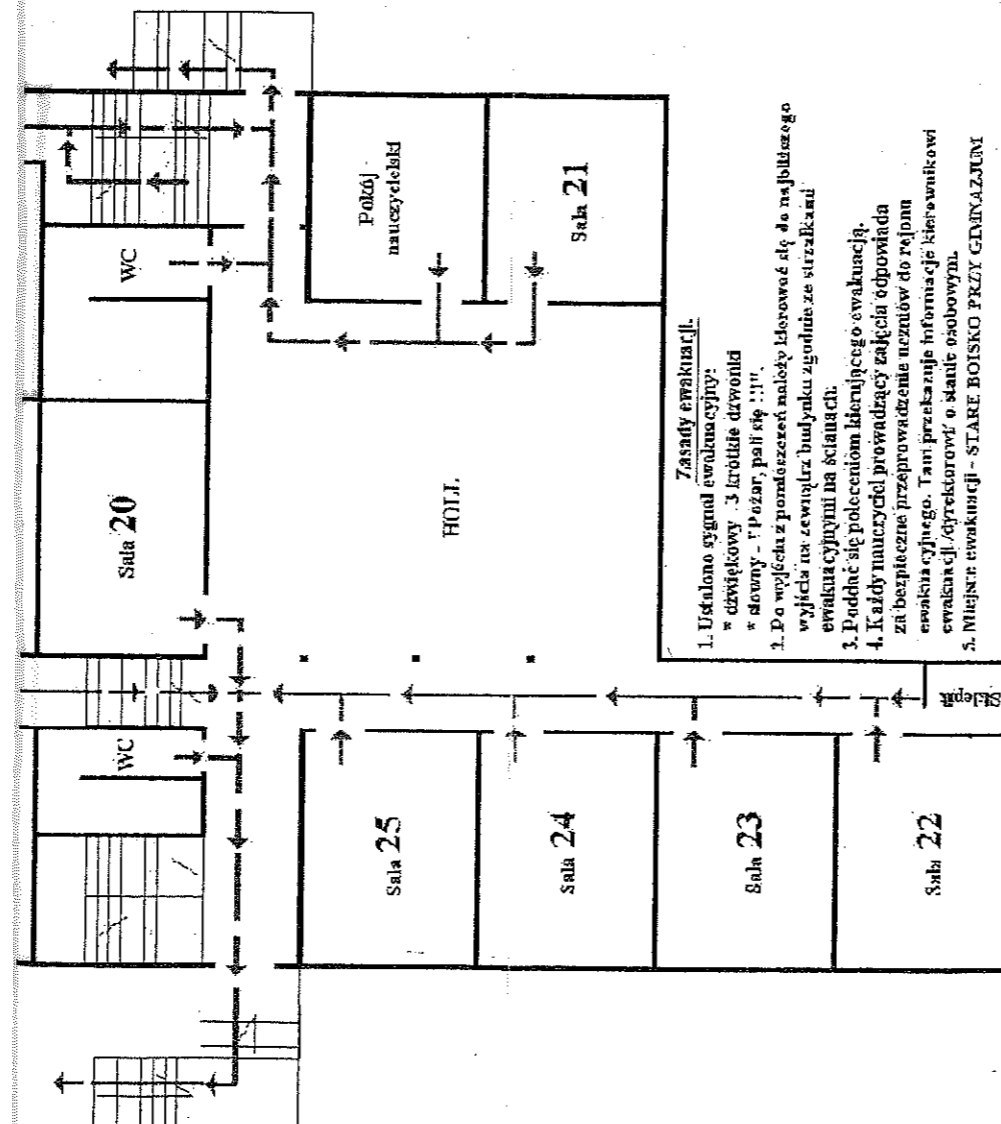 WC
Sala 20
WC
Pokój
nauczycielski
Sala 21
HOLL
Sala 25
Sala 24
Sala 23
Sala 22
Sklepik
Zasady ewakuacji.
1. Ustalono sygnał ewakuacyjny:
* dźwiękowy - 3 krótkie dzwonki
* słowny - "Pożar, pali się !!!".
2. Po wyjściu z pomieszczeń należy kierować się do najbliższego
wyjścia na zewnątrz budynku zgodnie ze strzałkami
ewakuacyjnymi na ścianach.
3. Poddać się poleceniom kierującego ewakuacją.
4. Każdy nauczyciel prowadzący zajęcia odpowiada
za bezpieczne przeprowadzenie uczniów do rejonu
ewakuacyjnego. Tam przekazuje informacje kierownikowi
ewakuacji /dyrektorowi/ o stanie osobowym.
5. Miejsce ewakuacji - STARE BOISKO PRZY GIMNAZJUM